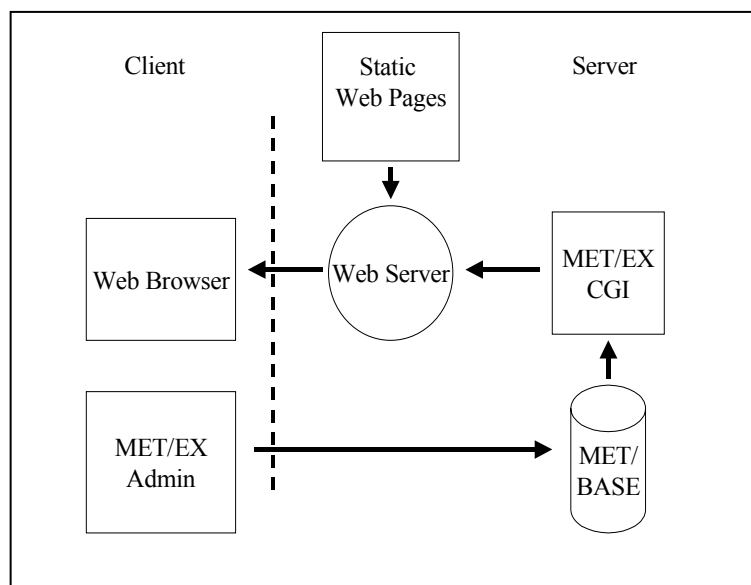 Client
Static
Web Pages
Server
Web Browser
Web Server
MET/EX
CGI
MET/EX
Admin
MET/
BASE